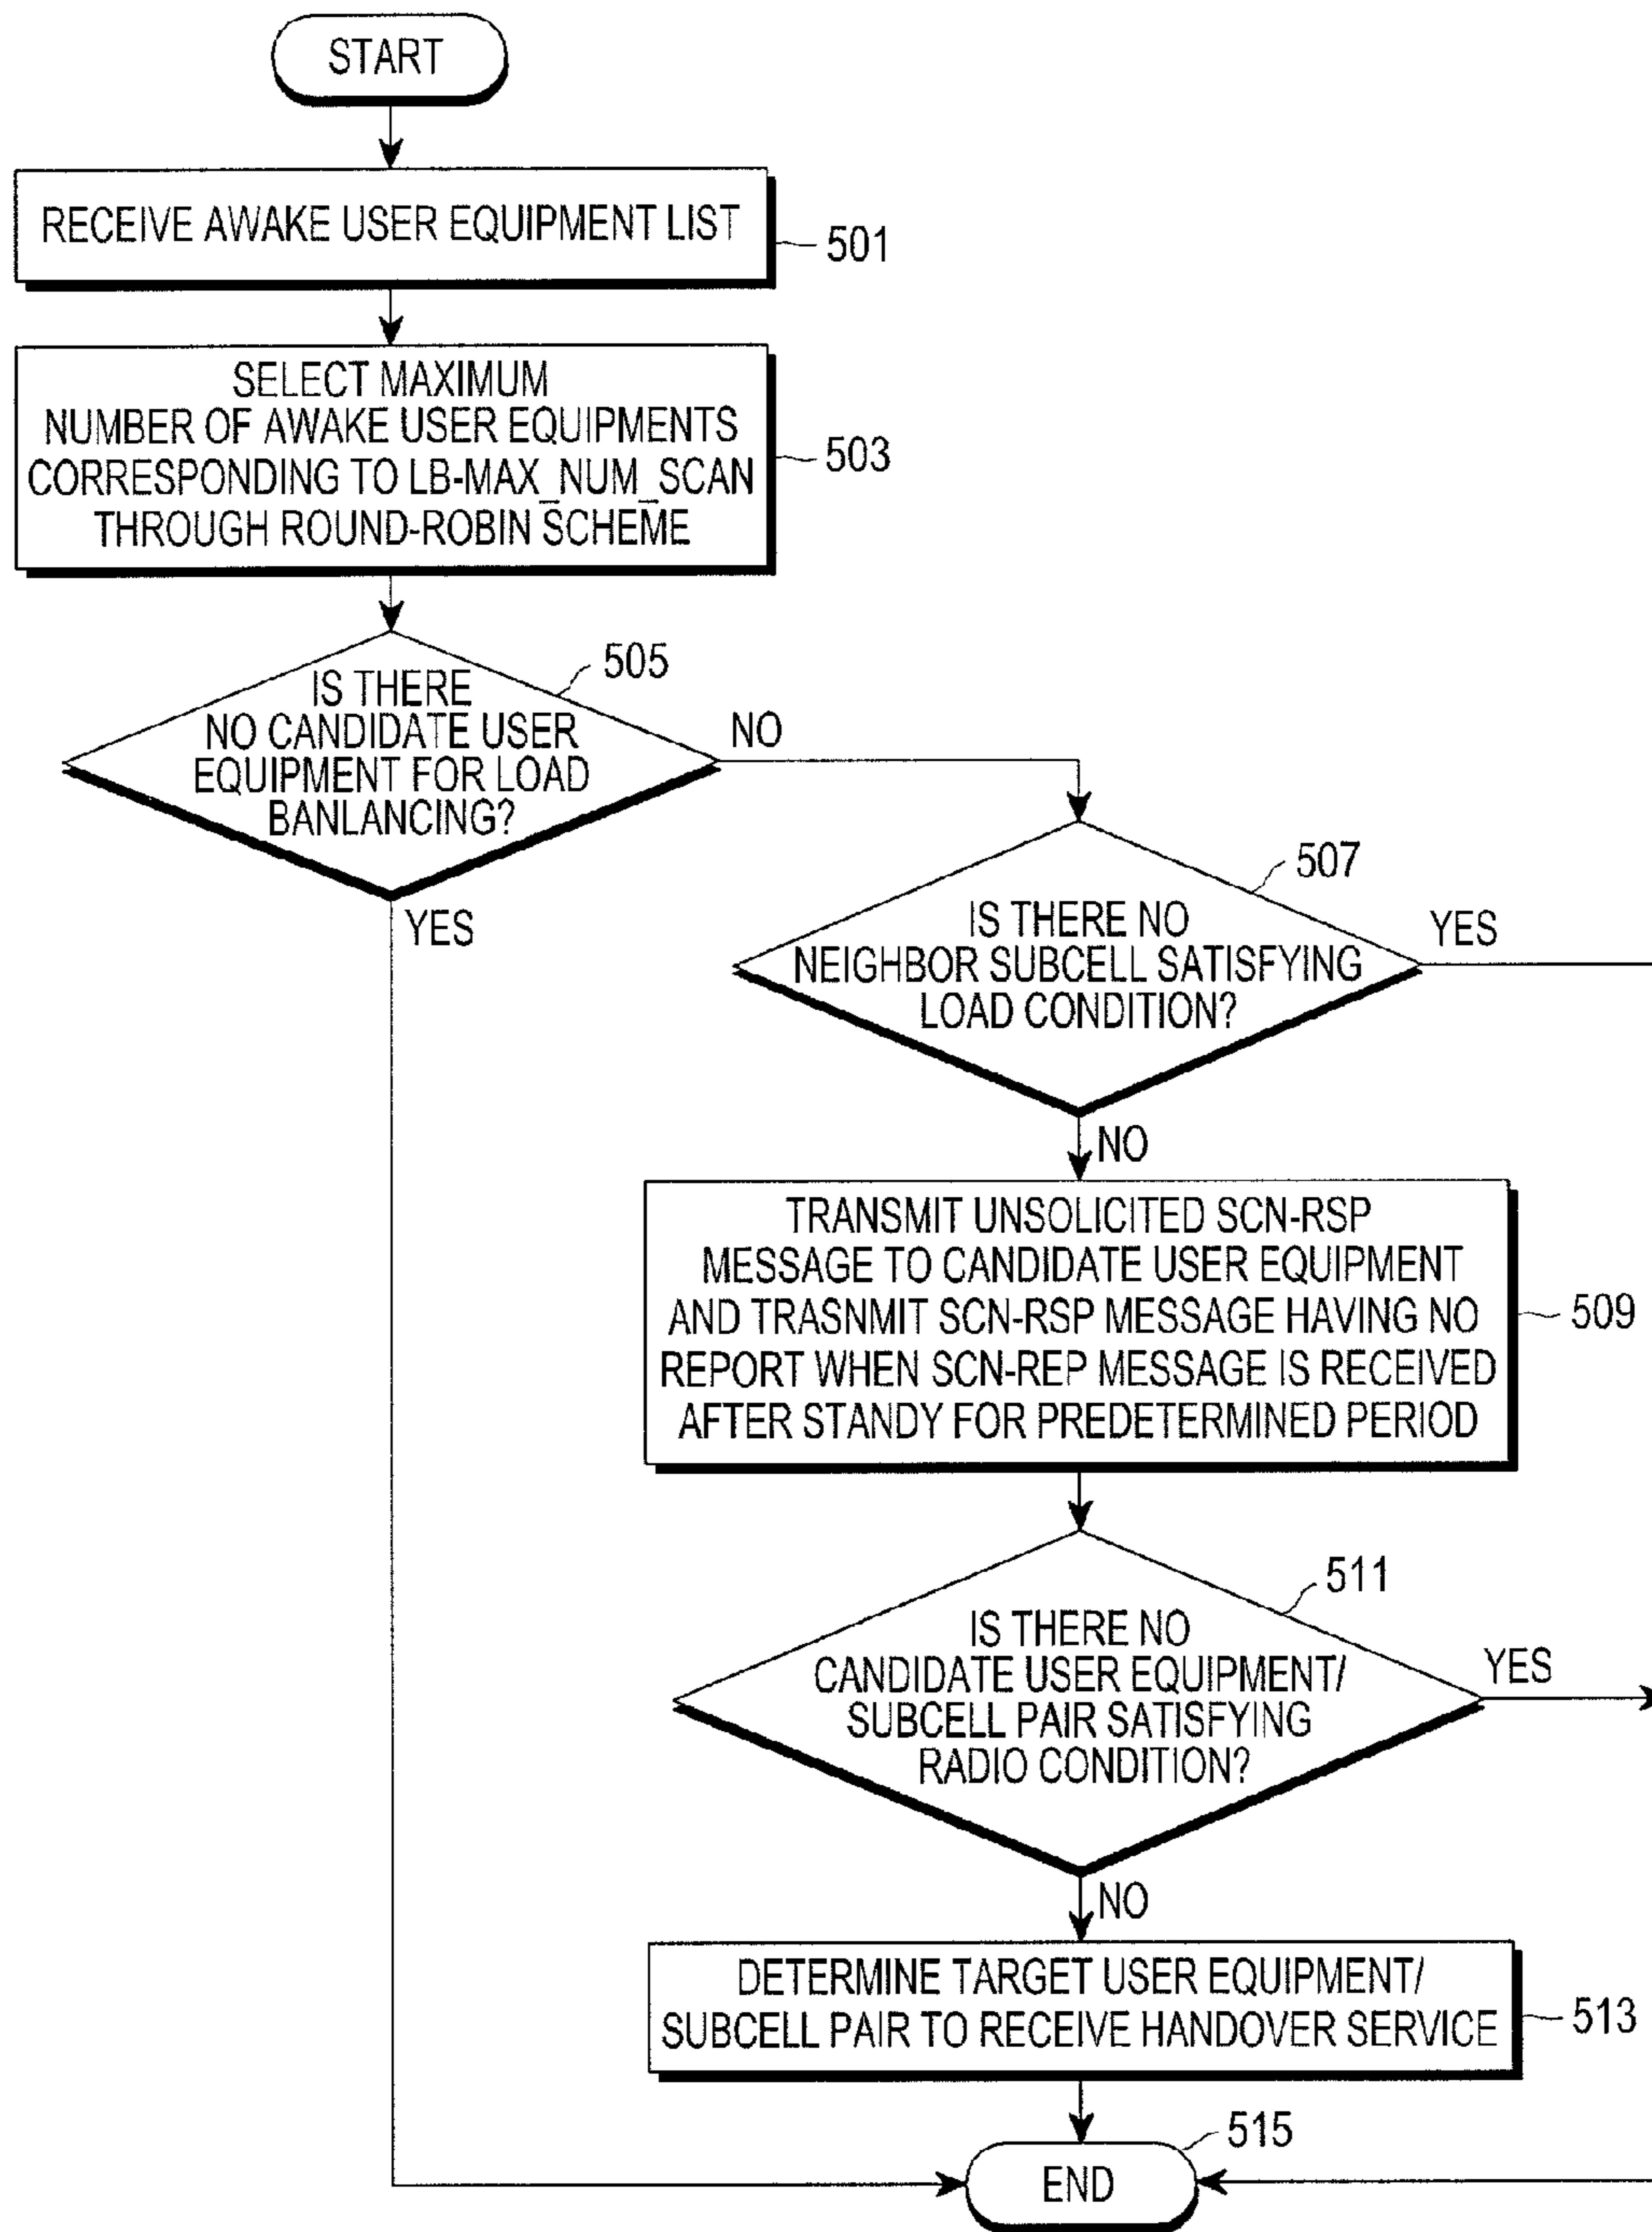 START
RECEIVE AWAKE USER EQUIPMENT LIST
501
SELECT MAXIMUM
NUMBER OF AWAKE USER EQUIPMENTS
CORRESPONDING TO LB-MAX_NUM_SCAN
THROUGH ROUND-ROBIN SCHEME
503
IS THERE
NO CANDIDATE USER
EQUIPMENT FOR LOAD
BANLANCING?
505
NO
YES
IS THERE NO
NEIGHBOR SUBCELL SATISFYING
LOAD CONDITION?
507
YES
NO
TRANSMIT UNSOLICITED SCN-RSP
MESSAGE TO CANDIDATE USER EQUIPMENT
AND TRASNMIT SCN-RSP MESSAGE HAVING NO
REPORT WHEN SCN-REP MESSAGE IS RECEIVED
AFTER STANDY FOR PREDETERMINED PERIOD
509
IS THERE NO
CANDIDATE USER EQUIPMENT/
SUBCELL PAIR SATISFYING
RADIO CONDITION?
511
YES
NO
DETERMINE TARGET USER EQUIPMENT/
SUBCELL PAIR TO RECEIVE HANDOVER SERVICE
513
END
515